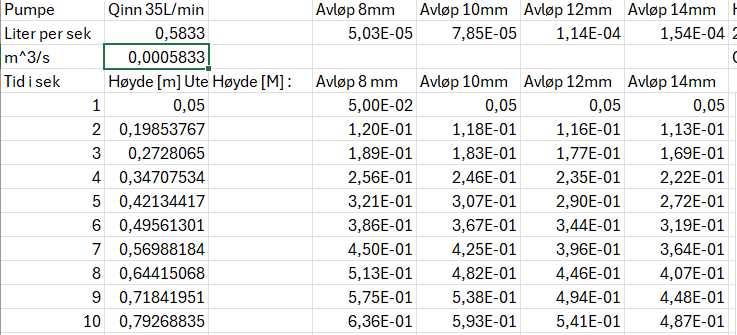 Pumpe Qinn 35L/min Avløp 8mm Avløp 10mm Avløp 12mm Avløp 14mm
Liter per sek 0,5833 5,03E-05 7,85E-05 1,14E-04 1,54E-04
m^3/s 0,0005833
Tid i sek Høyde [m] Ute Høyde [M] : Avløp 8 mm Avløp 10mm Avløp 12mm Avløp 14mm
1 0,05 5,00E-02 0,05 0,05 0,05
2 0,19853767 1,20E-01 1,18E-01 1,16E-01 1,13E-01
3 0,2728065 1,89E-01 1,83E-01 1,77E-01 1,69E-01
4 0,34707534 2,56E-01 2,46E-01 2,35E-01 2,22E-01
5 0,42134417 3,21E-01 3,07E-01 2,90E-01 2,72E-01
6 0,49561301 3,86E-01 3,67E-01 3,44E-01 3,19E-01
7 0,56988184 4,50E-01 4,25E-01 3,96E-01 3,64E-01
8 0,64415068 5,13E-01 4,82E-01 4,46E-01 4,07E-01
9 0,71841951 5,75E-01 5,38E-01 4,94E-01 4,48E-01
10 0,79268835 6,36E-01 5,93E-01 5,41E-01 4,87E-01